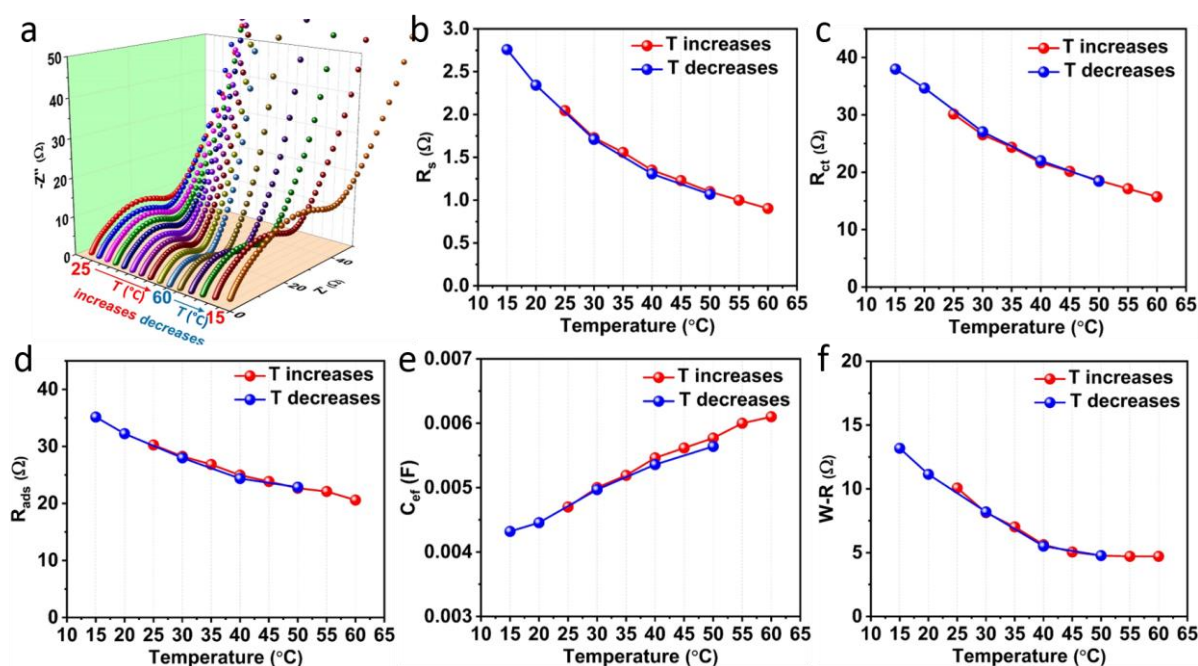 a
50
40
30
20
10
0
-Z'' (Ω)
25
T (°C)
60
T (°C)
15
increases
decreases
0
20
40
Z' (Ω)
b
3.0
2.5
2.0
1.5
1.0
0.5
0.0
Rs (Ω)
T increases
T decreases
10 15 20 25 30 35 40 45 50 55 60 65
Temperature (°C)
c
40
30
20
10
0
Rct (Ω)
T increases
T decreases
10 15 20 25 30 35 40 45 50 55 60 65
Temperature (°C)
d
40
30
20
10
0
Rads (Ω)
T increases
T decreases
10 15 20 25 30 35 40 45 50 55 60 65
Temperature (°C)
e
0.007
0.006
0.005
0.004
0.003
Cef (F)
T increases
T decreases
10 15 20 25 30 35 40 45 50 55 60 65
Temperature (°C)
f
20
15
10
5
0
W-R (Ω)
T increases
T decreases
10 15 20 25 30 35 40 45 50 55 60 65
Temperature (°C)